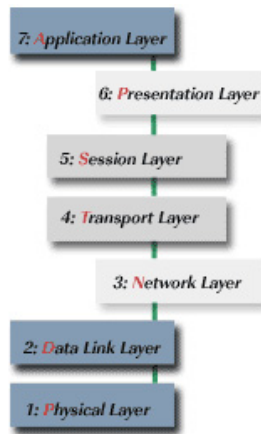 7: Application Layer
6: Presentation Layer
5: Session Layer
4: Transport Layer
3: Network Layer
2: Data Link Layer
1: Physical Layer